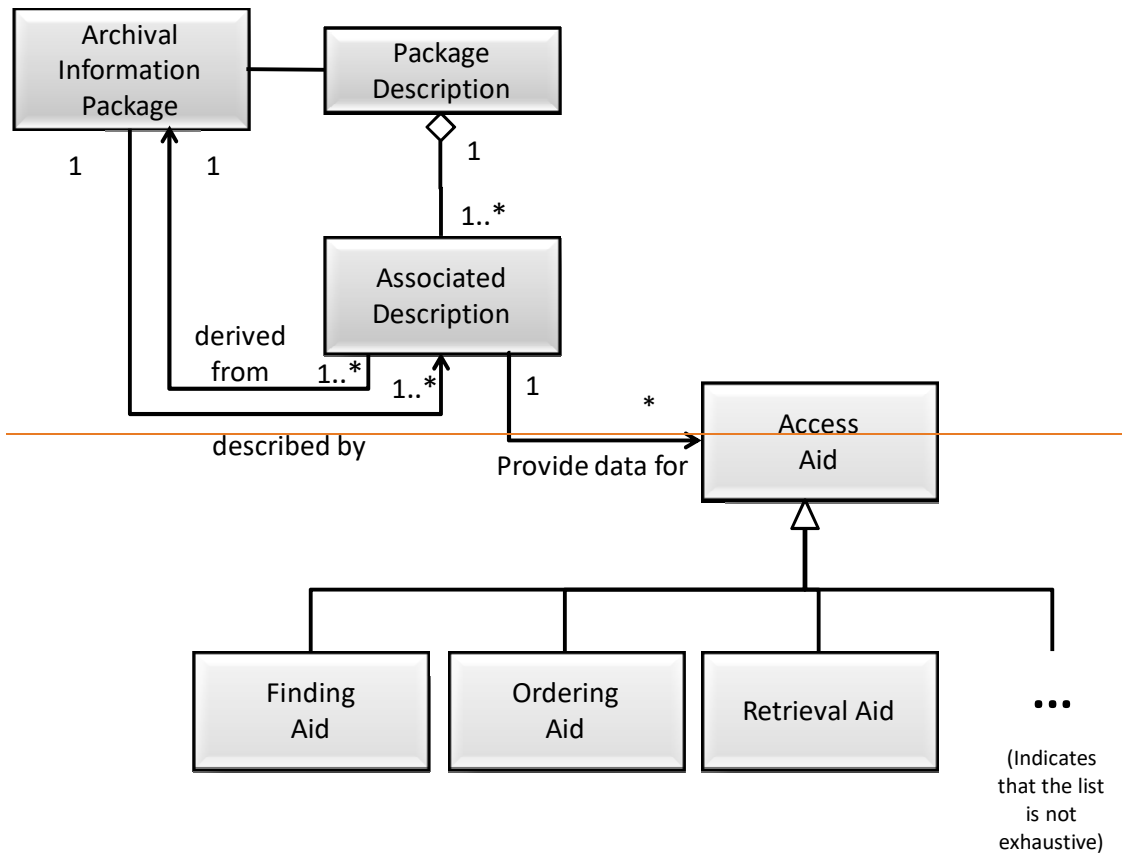 Archival
Information
Package
Package
Description
1
1
1
1..*
Associated
Description
derived
from
1..*
1..*
1
*
described by
Provide data for
Access
Aid
Finding
Aid
Ordering
Aid
Retrieval Aid
...
(Indicates
that the list
is not
exhaustive)